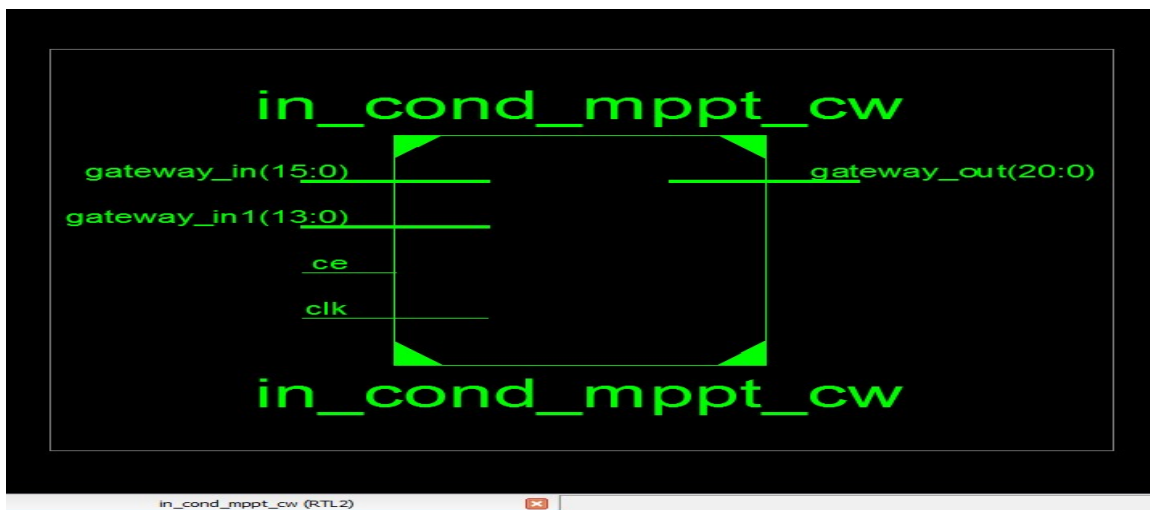 in_cond_mppt_cw
gateway_in(15:0)
gateway_out(20:0)
gateway_in1(13:0)
ce
clk
in_cond_mppt_cw
in_cond_mppt_cw (RTL2)